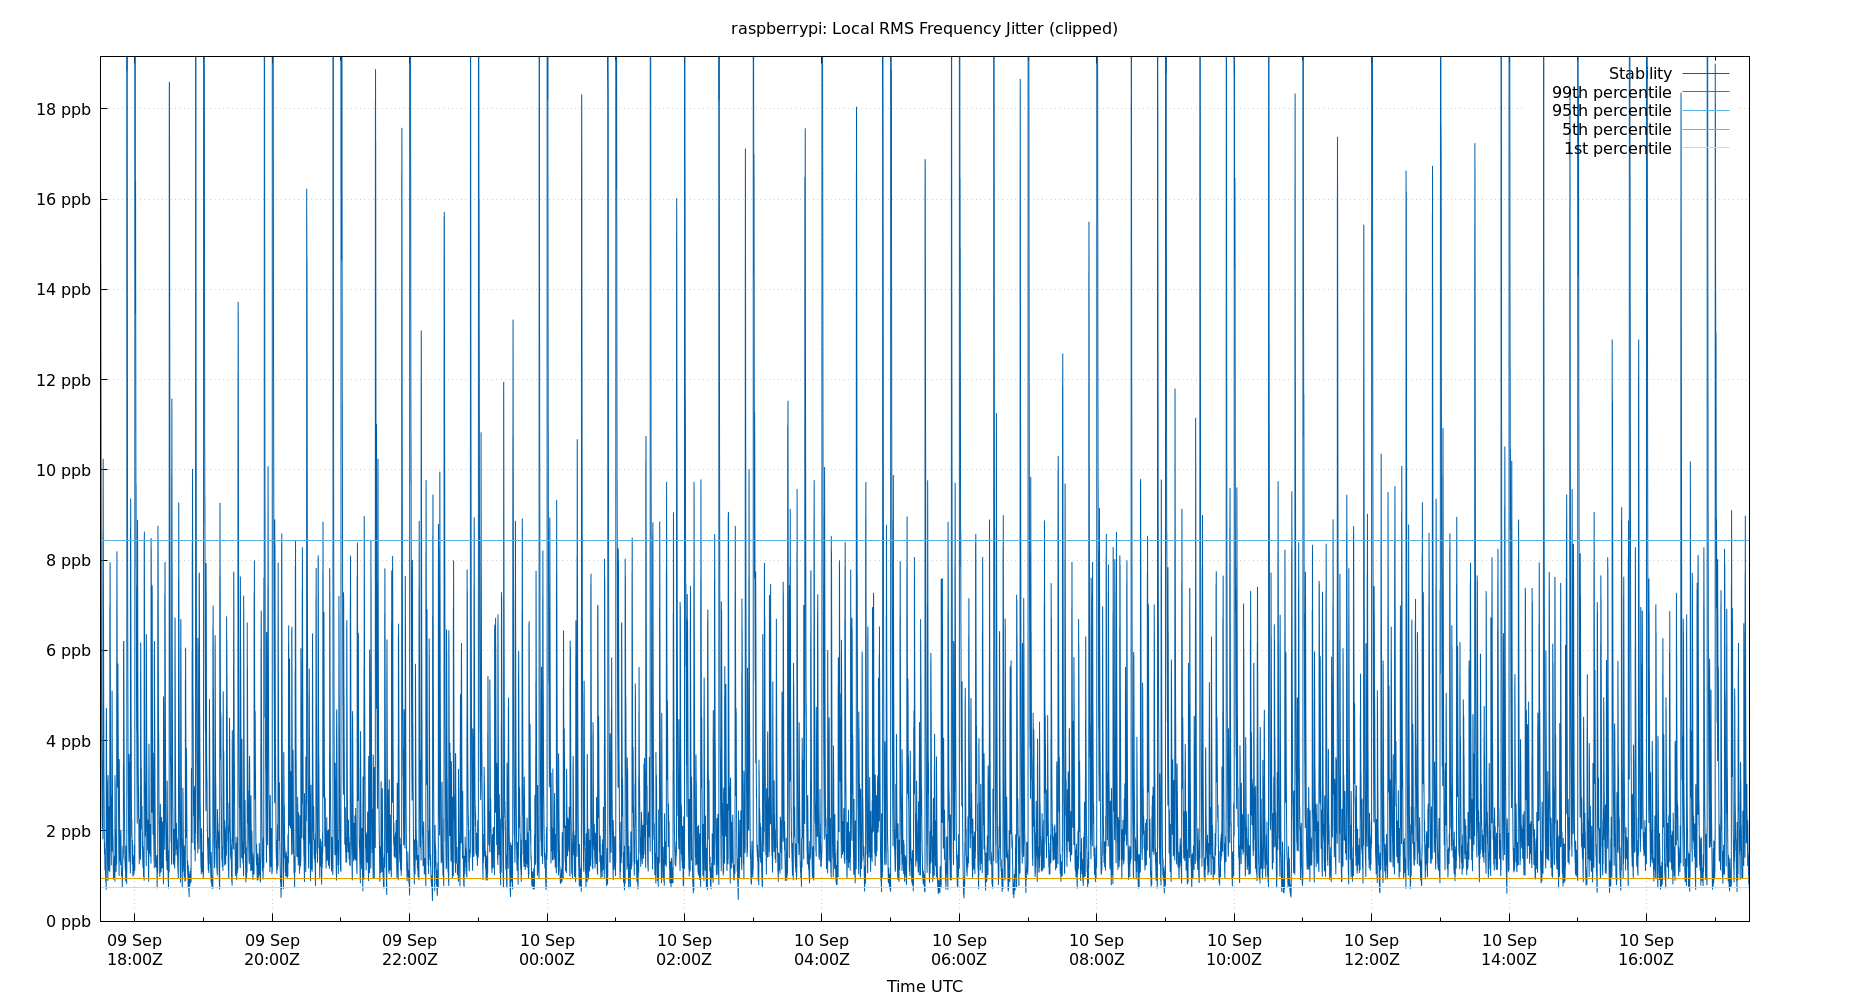 raspberrypi: Local RMS Frequency Jitter (clipped)
Stability
99th percentile
95th percentile
5th percentile
1st percentile
18 ppb
16 ppb
14 ppb
12 ppb
10 ppb
8 ppb
6 ppb
4 ppb
2 ppb
0 ppb
09 Sep 09 Sep 09 Sep 10 Sep 10 Sep 10 Sep 10 Sep 10 Sep 10 Sep 10 Sep 10 Sep 10 Sep
18:00Z 20:00Z 22:00Z 00:00Z 02:00Z 04:00Z 06:00Z 08:00Z 10:00Z 12:00Z 14:00Z 16:00Z
Time UTC